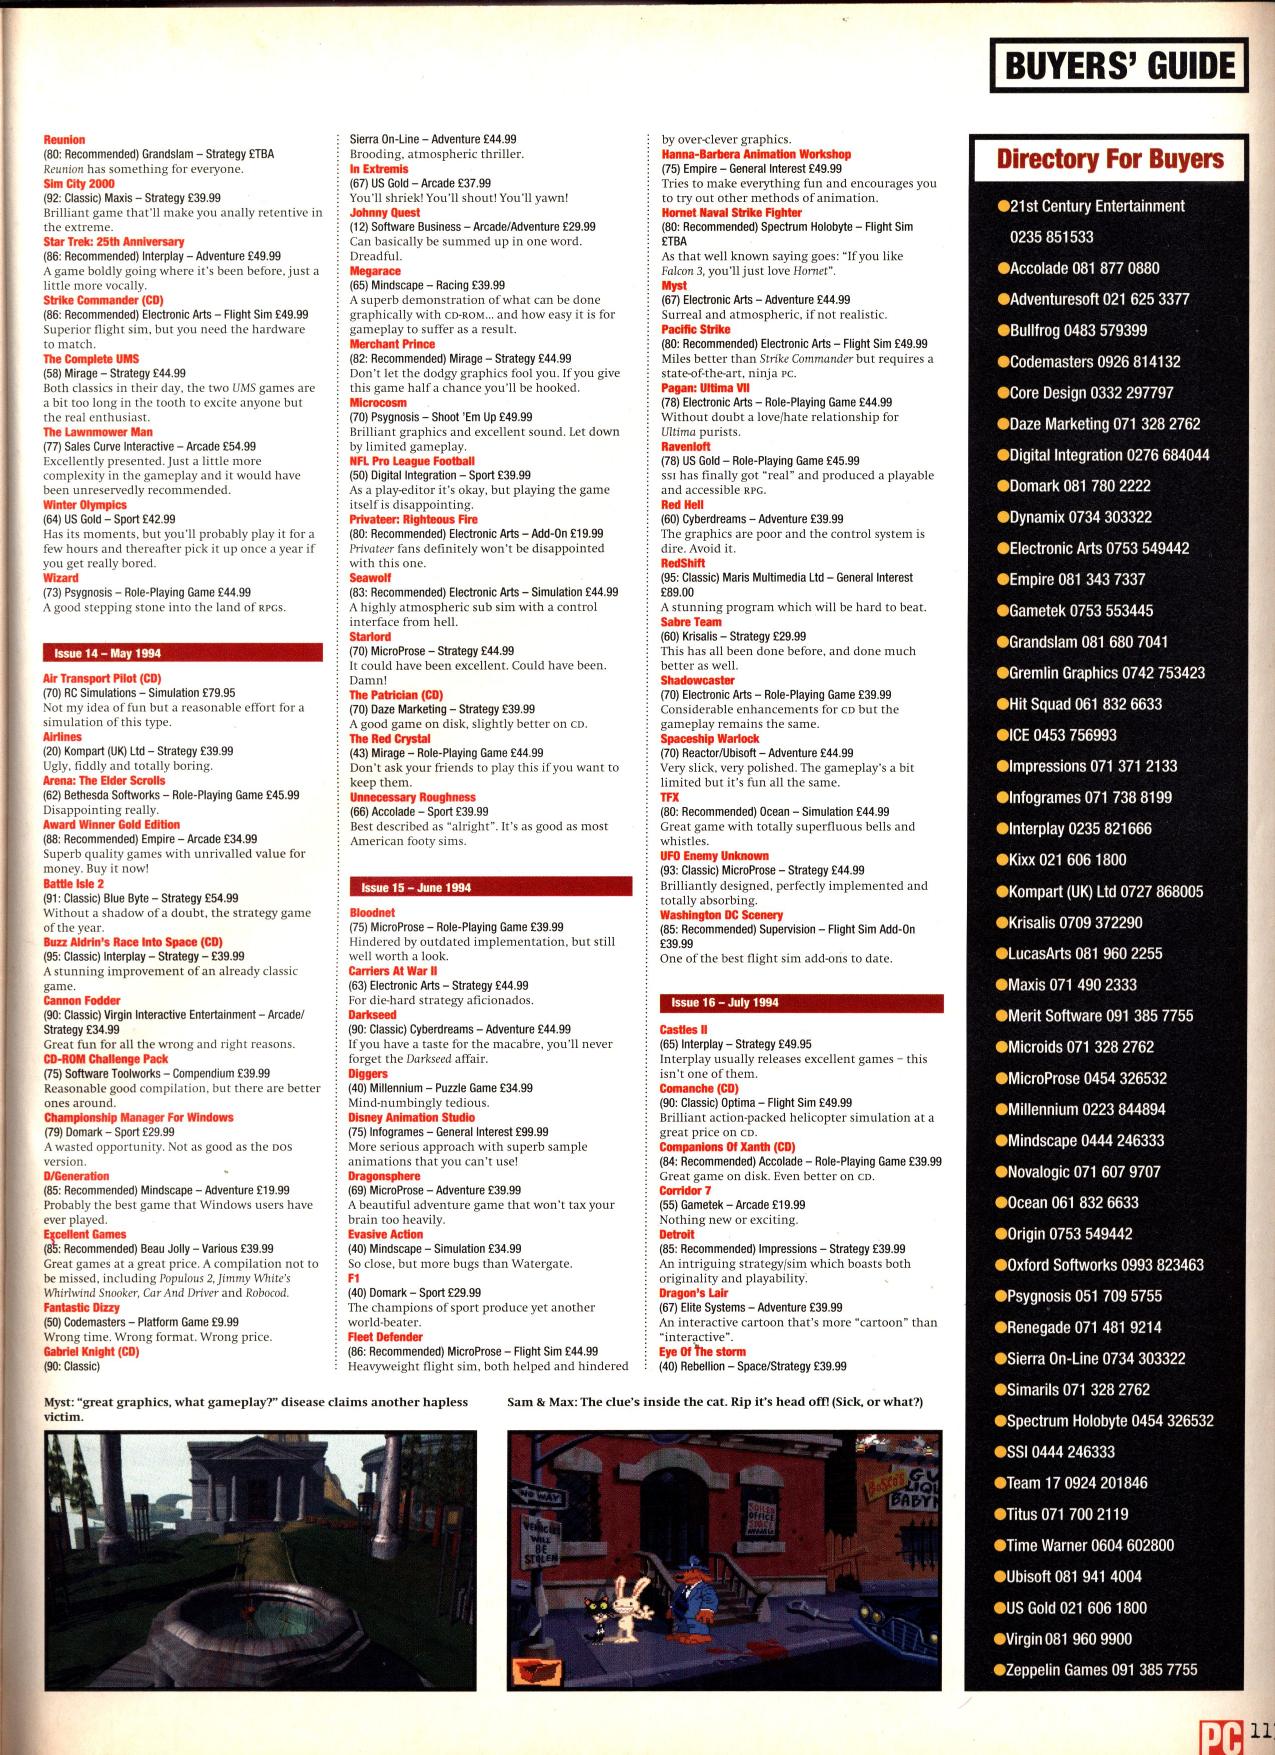 BUYERS' GUIDE
Reunion
(80: Recommended) Grandslam – Strategy £TBA
Reunion has something for everyone.
Sim City 2000
(92: Classic) Maxis – Strategy £39.99
Brilliant game that'll make you anally retentive in
the extreme.
Star Trek: 25th Anniversary
(86: Recommended) Interplay – Adventure £49.99
A game boldly going where it's been before, just a
little more vocally.
Strike Commander (CD)
(86: Recommended) Electronic Arts – Flight Sim £49.99
Superior flight sim, but you need the hardware
to match.
The Complete UMS
(58) Mirage – Strategy £44.99
Both classics in their day, the two UMS games are
a bit too long in the tooth to excite anyone but
the real enthusiast.
The Lawnmower Man
(77) Sales Curve Interactive – Arcade £54.99
Excellently presented. Just a little more
complexity in the gameplay and it would have
been unreservedly recommended.
Winter Olympics
(64) US Gold – Sport £42.99
Has its moments, but you'll probably play it for a
few hours and thereafter pick it up once a year if
you get really bored.
Wizard
(73) Psygnosis – Role-Playing Game £44.99
A good stepping stone into the land of RPGs.
Issue 14 – May 1994
Air Transport Pilot (CD)
(70) RC Simulations – Simulation £79.95
Not my idea of fun but a reasonable effort for a
simulation of this type.
Airlines
(20) Kompart (UK) Ltd – Strategy £39.99
Ugly, fiddly and totally boring.
Arena: The Elder Scrolls
(62) Bethesda Softworks – Role-Playing Game £45.99
Disappointing really.
Award Winner Gold Edition
(88: Recommended) Empire – Arcade £34.99
Superb quality games with unrivalled value for
money. Buy it now!
Battle Isle 2
(91: Classic) Blue Byte – Strategy £54.99
Without a shadow of a doubt, the strategy game
of the year.
Buzz Aldrin's Race Into Space (CD)
(95: Classic) Interplay – Strategy – £39.99
A stunning improvement of an already classic
game.
Cannon Fodder
(90: Classic) Virgin Interactive Entertainment – Arcade/
Strategy £34.99
Great fun for all the wrong and right reasons.
CD-ROM Challenge Pack
(75) Software Toolworks – Compendium £39.99
Reasonable good compilation, but there are better
ones around.
Championship Manager For Windows
(79) Domark – Sport £29.99
A wasted opportunity. Not as good as the DOS
version.
D/Generation
(85: Recommended) Mindscape – Adventure £19.99
Probably the best game that Windows users have
ever played.
Excellent Games
(85: Recommended) Beau Jolly – Various £39.99
Great games at a great price. A compilation not to
be missed, including Populous 2, Jimmy White's
Whirlwind Snooker, Car And Driver and Robocod.
Fantastic Dizzy
(50) Codemasters – Platform Game £9.99
Wrong time. Wrong format. Wrong price.
Gabriel Knight (CD)
(90: Classic)
Sierra On-Line – Adventure £44.99
Brooding, atmospheric thriller.
In Extremis
(67) US Gold – Arcade £37.99
You'll shriek! You'll shout! You'll yawn!
Johnny Quest
(12) Software Business – Arcade/Adventure £29.99
Can basically be summed up in one word.
Dreadful.
Megarace
(65) Mindscape – Racing £39.99
A superb demonstration of what can be done
graphically with CD-ROM... and how easy it is for
gameplay to suffer as a result.
Merchant Prince
(82: Recommended) Mirage – Strategy £44.99
Don't let the dodgy graphics fool you. If you give
this game half a chance you'll be hooked.
Microcosm
(70) Psygnosis – Shoot 'Em Up £49.99
Brilliant graphics and excellent sound. Let down
by limited gameplay.
NFL Pro League Football
(50) Digital Integration – Sport £39.99
As a play-editor it's okay, but playing the game
itself is disappointing.
Privateer: Righteous Fire
(80: Recommended) Electronic Arts – Add-On £19.99
Privateer fans definitely won't be disappointed
with this one.
Seawolf
(83: Recommended) Electronic Arts – Simulation £44.99
A highly atmospheric sub sim with a control
interface from hell.
Starlord
(70) MicroProse – Strategy £44.99
It could have been excellent. Could have been.
Damn!
The Patrician (CD)
(70) Daze Marketing – Strategy £39.99
A good game on disk, slightly better on CD.
The Red Crystal
(43) Mirage – Role-Playing Game £44.99
Don't ask your friends to play this if you want to
keep them.
Unnecessary Roughness
(66) Accolade – Sport £39.99
Best described as "alright". It's as good as most
American footy sims.
Issue 15 – June 1994
Bloodnet
(75) MicroProse – Role-Playing Game £39.99
Hindered by outdated implementation, but still
well worth a look.
Carriers At War II
(63) Electronic Arts – Strategy £44.99
For die-hard strategy aficionados.
Darkseed
(90: Classic) Cyberdreams – Adventure £44.99
If you have a taste for the macabre, you'll never
forget the Darkseed affair.
Diggers
(40) Millennium – Puzzle Game £34.99
Mind-numbingly tedious.
Disney Animation Studio
(75) Infogrames – General Interest £99.99
More serious approach with superb sample
animations that you can't use!
Dragonsphere
(69) MicroProse – Adventure £39.99
A beautiful adventure game that won't tax your
brain too heavily.
Evasive Action
(40) Mindscape – Simulation £34.99
So close, but more bugs than Watergate.
F1
(40) Domark – Sport £29.99
The champions of sport produce yet another
world-beater.
Fleet Defender
(86: Recommended) MicroProse – Flight Sim £44.99
Heavyweight flight sim, both helped and hindered
by over-clever graphics.
Hanna-Barbera Animation Workshop
(75) Empire – General Interest £49.99
Tries to make everything fun and encourages you
to try out other methods of animation.
Hornet Naval Strike Fighter
(80: Recommended) Spectrum Holobyte – Flight Sim
£TBA
As that well known saying goes: "If you like
Falcon 3, you'll just love Hornet".
Myst
(67) Electronic Arts – Adventure £44.99
Surreal and atmospheric, if not realistic.
Pacific Strike
(80: Recommended) Electronic Arts – Flight Sim £49.99
Miles better than Strike Commander but requires a
state-of-the-art, ninja PC.
Pagan: Ultima VII
(78) Electronic Arts – Role-Playing Game £44.99
Without doubt a love/hate relationship for
Ultima purists.
Ravenloft
(78) US Gold – Role-Playing Game £45.99
SSI has finally got "real" and produced a playable
and accessible RPG.
Red Hell
(60) Cyberdreams – Adventure £39.99
The graphics are poor and the control system is
dire. Avoid it.
RedShift
(95: Classic) Maris Multimedia Ltd – General Interest
£89.00
A stunning program which will be hard to beat.
Sabre Team
(60) Krisalis – Strategy £29.99
This has all been done before, and done much
better as well.
Shadowcaster
(70) Electronic Arts – Role-Playing Game £39.99
Considerable enhancements for CD but the
gameplay remains the same.
Spaceship Warlock
(70) Reactor/Ubisoft – Adventure £44.99
Very slick, very polished. The gameplay's a bit
limited but it's fun all the same.
TFX
(80: Recommended) Ocean – Simulation £44.99
Great game with totally superfluous bells and
whistles.
UFO Enemy Unknown
(93: Classic) MicroProse – Strategy £44.99
Brilliantly designed, perfectly implemented and
totally absorbing.
Washington DC Scenery
(85: Recommended) Supervision – Flight Sim Add-On
£39.99
One of the best flight sim add-ons to date.
Issue 16 – July 1994
Castles II
(65) Interplay – Strategy £49.95
Interplay usually releases excellent games – this
isn't one of them.
Comanche (CD)
(90: Classic) Optima – Flight Sim £49.99
Brilliant action-packed helicopter simulation at a
great price on CD.
Companions Of Xanth (CD)
(84: Recommended) Accolade – Role-Playing Game £39.99
Great game on disk. Even better on CD.
Corridor 7
(55) Gametek – Arcade £19.99
Nothing new or exciting.
Detroit
(85: Recommended) Impressions – Strategy £39.99
An intriguing strategy/sim which boasts both
originality and playability.
Dragon's Lair
(67) Elite Systems – Adventure £39.99
An interactive cartoon that's more "cartoon" than
"interactive".
Eye Of The storm
(40) Rebellion – Space/Strategy £39.99
Directory For Buyers
21st Century Entertainment
0235 851533
Accolade 081 877 0880
Adventuresoft 021 625 3377
Bullfrog 0483 579399
Codemasters 0926 814132
Core Design 0332 297797
Daze Marketing 071 328 2762
Digital Integration 0276 684044
Domark 081 780 2222
Dynamix 0734 303322
Electronic Arts 0753 549442
Empire 081 343 7337
Gametek 0753 553445
Grandslam 081 680 7041
Gremlin Graphics 0742 753423
Hit Squad 061 832 6633
ICE 0453 756993
Impressions 071 371 2133
Infogrames 071 738 8199
Interplay 0235 821666
Kixx 021 606 1800
Kompart (UK) Ltd 0727 868005
Krisalis 0709 372290
LucasArts 081 960 2255
Maxis 071 490 2333
Merit Software 091 385 7755
Microids 071 328 2762
MicroProse 0454 326532
Millennium 0223 844894
Mindscape 0444 246333
Novalogic 071 607 9707
Ocean 061 832 6633
Origin 0753 549442
Oxford Softworks 0993 823463
Psygnosis 051 709 5755
Renegade 071 481 9214
Sierra On-Line 0734 303322
Simarils 071 328 2762
Spectrum Holobyte 0454 326532
SSI 0444 246333
Team 17 0924 201846
Titus 071 700 2119
Time Warner 0604 602800
Ubisoft 081 941 4004
US Gold 021 606 1800
Virgin 081 960 9900
Zeppelin Games 091 385 7755
Myst: "great graphics, what gameplay?" disease claims another hapless
victim.
Sam & Max: The clue's inside the cat. Rip it's head off! (Sick, or what?)
NO WAY
VEHICLES
WILL
BE
STOLEN
SOILED
OFFICE
SPACE
AVAILABLE
BOSCO'S
GU
LIQU
BABY
PC